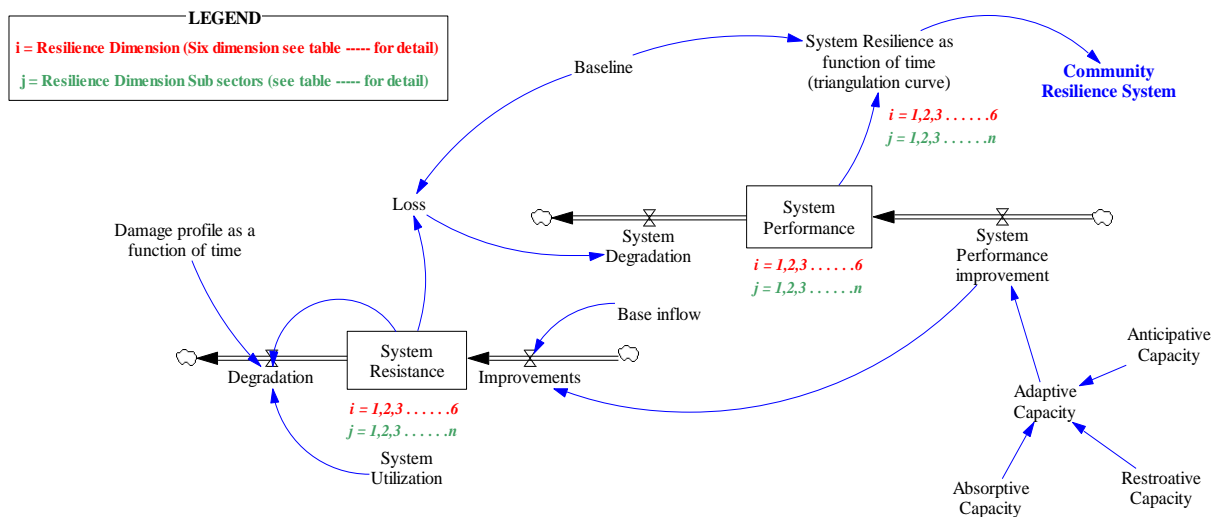 LEGEND
i = Resilience Dimension (Six dimension see table ----- for detail)
j = Resilience Dimension Sub sectors (see table ----- for detail)
Baseline
System Resilience as
function of time
(triangulation curve)
Community
Resilience System
i = 1,2,3 . . . . . .6
j = 1,2,3 . . . . . .n
Loss
System
Performance
System
Degradation
System
Performance
improvement
i = 1,2,3 . . . . . .6
j = 1,2,3 . . . . . .n
Damage profile as a
function of time
Base inflow
System
Resistance
Degradation
Improvements
i = 1,2,3 . . . . . .6
j = 1,2,3 . . . . . .n
System
Utilization
Anticipative
Capacity
Adaptive
Capacity
Absorptive
Capacity
Restroative
Capacity